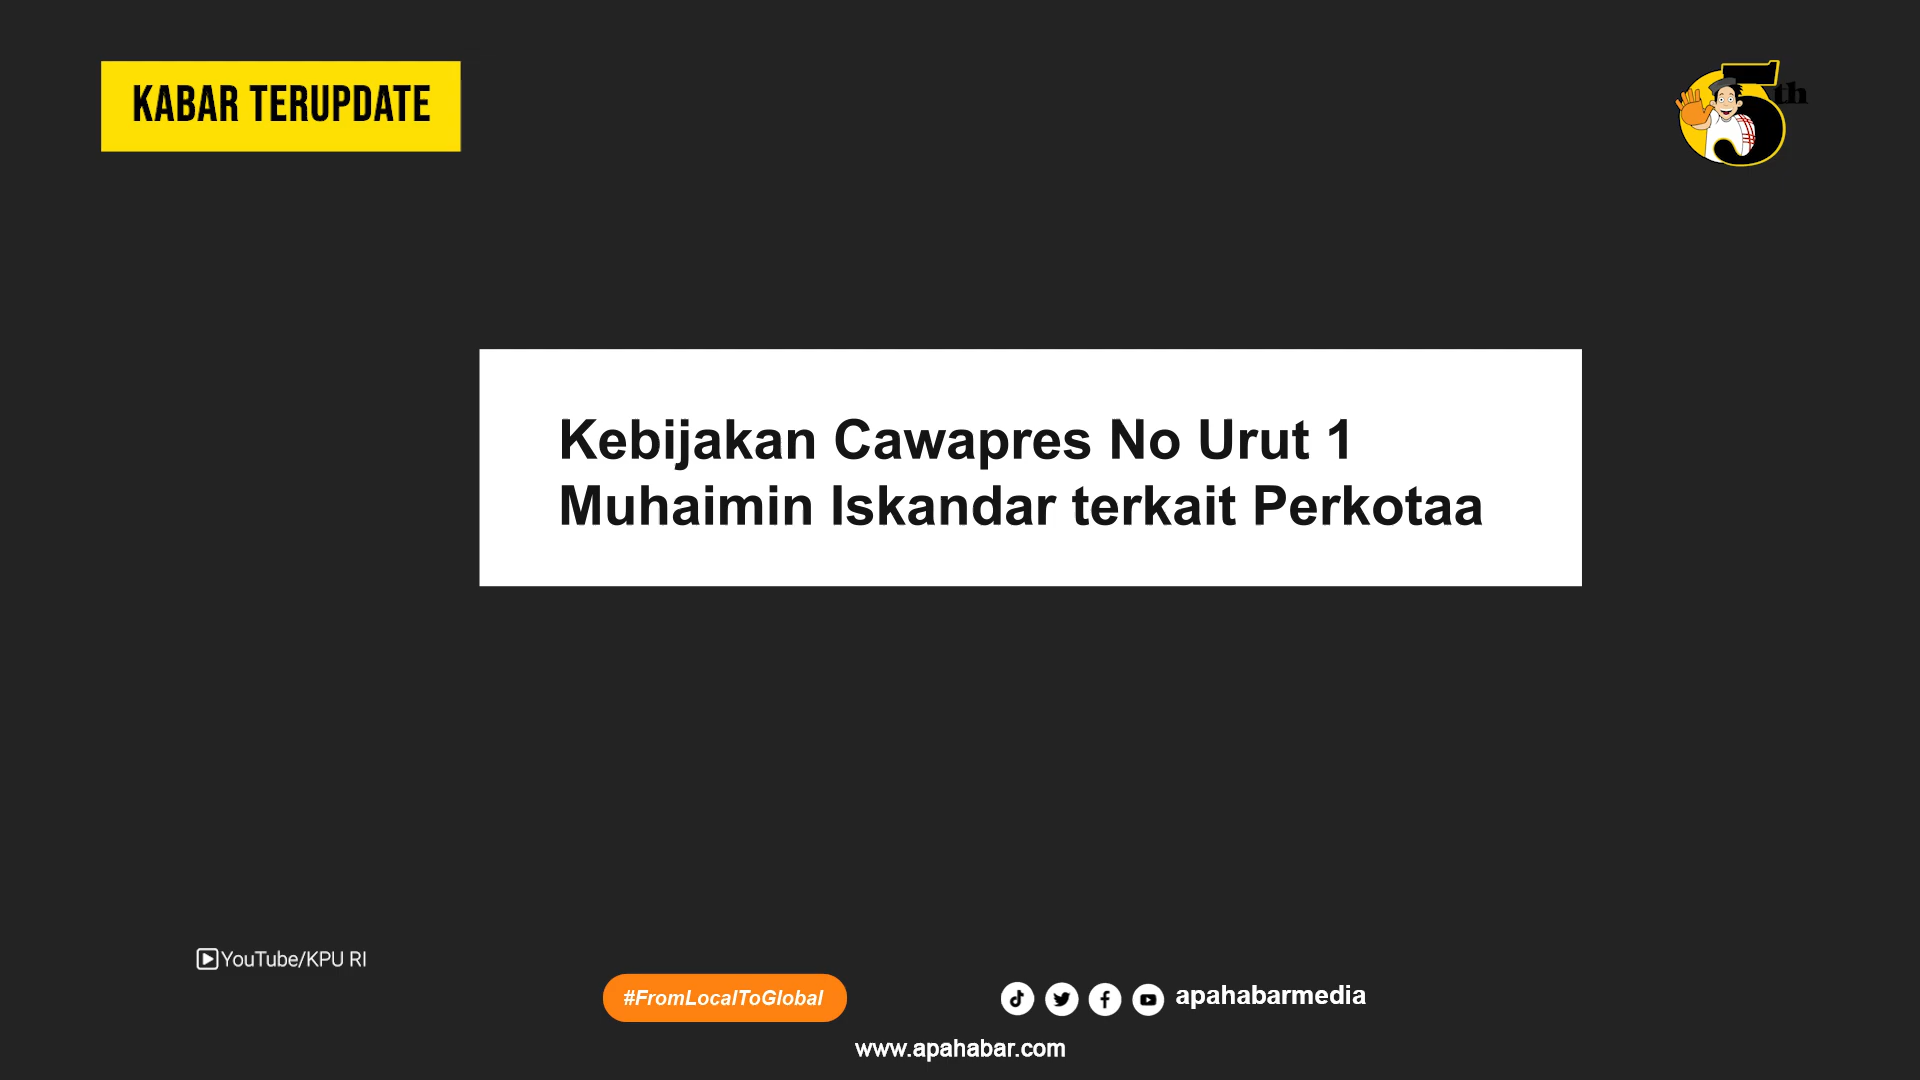 KABAR TERUPDATE
5th
Kebijakan Cawapres No Urut 1
Muhaimin Iskandar terkait Perkotaa
YouTube/KPU RI
#FromLocalToGlobal
apahabarmedia
www.apahabar.com